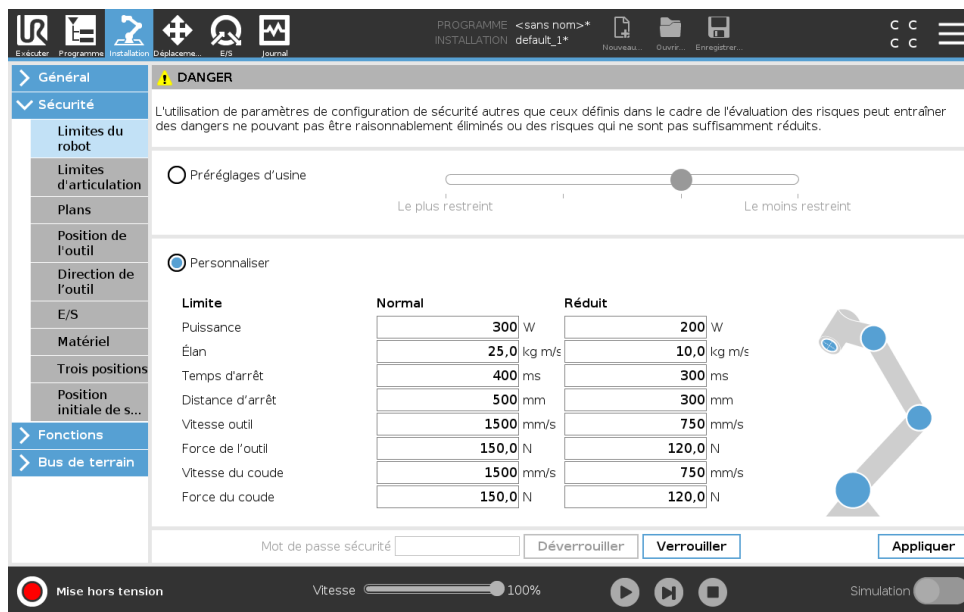 UR
PROGRAMME <sans nom>*
INSTALLATION default_1*
Exécuter Programme Installation Déplaceme... E/S Journal
Nouveau... Ouvrir... Enregistrer...
C C
C C
Général
Sécurité
Limites du
robot
Limites
d'articulation
Plans
Position de
l'outil
Direction de
l’outil
E/S
Matériel
Trois positions
Position
initiale de s...
Fonctions
Bus de terrain
DANGER
L'utilisation de paramètres de configuration de sécurité autres que ceux définis dans le cadre de l'évaluation des risques peut entraîner
des dangers ne pouvant pas être raisonnablement éliminés ou des risques qui ne sont pas suffisamment réduits.
Préréglages d’usine
Le plus restreint Le moins restreint
Personnaliser
Limite Normal Réduit
Puissance 300 W 200 W
Élan 25,0 kg m/s 10,0 kg m/s
Temps d'arrêt 400 ms 300 ms
Distance d’arrêt 500 mm 300 mm
Vitesse outil 1500 mm/s 750 mm/s
Force de l’outil 150,0 N 120,0 N
Vitesse du coude 1500 mm/s 750 mm/s
Force du coude 150,0 N 120,0 N
Mot de passe sécurité Déverrouiller Verrouiller Appliquer
Mise hors tension Vitesse 100% Simulation